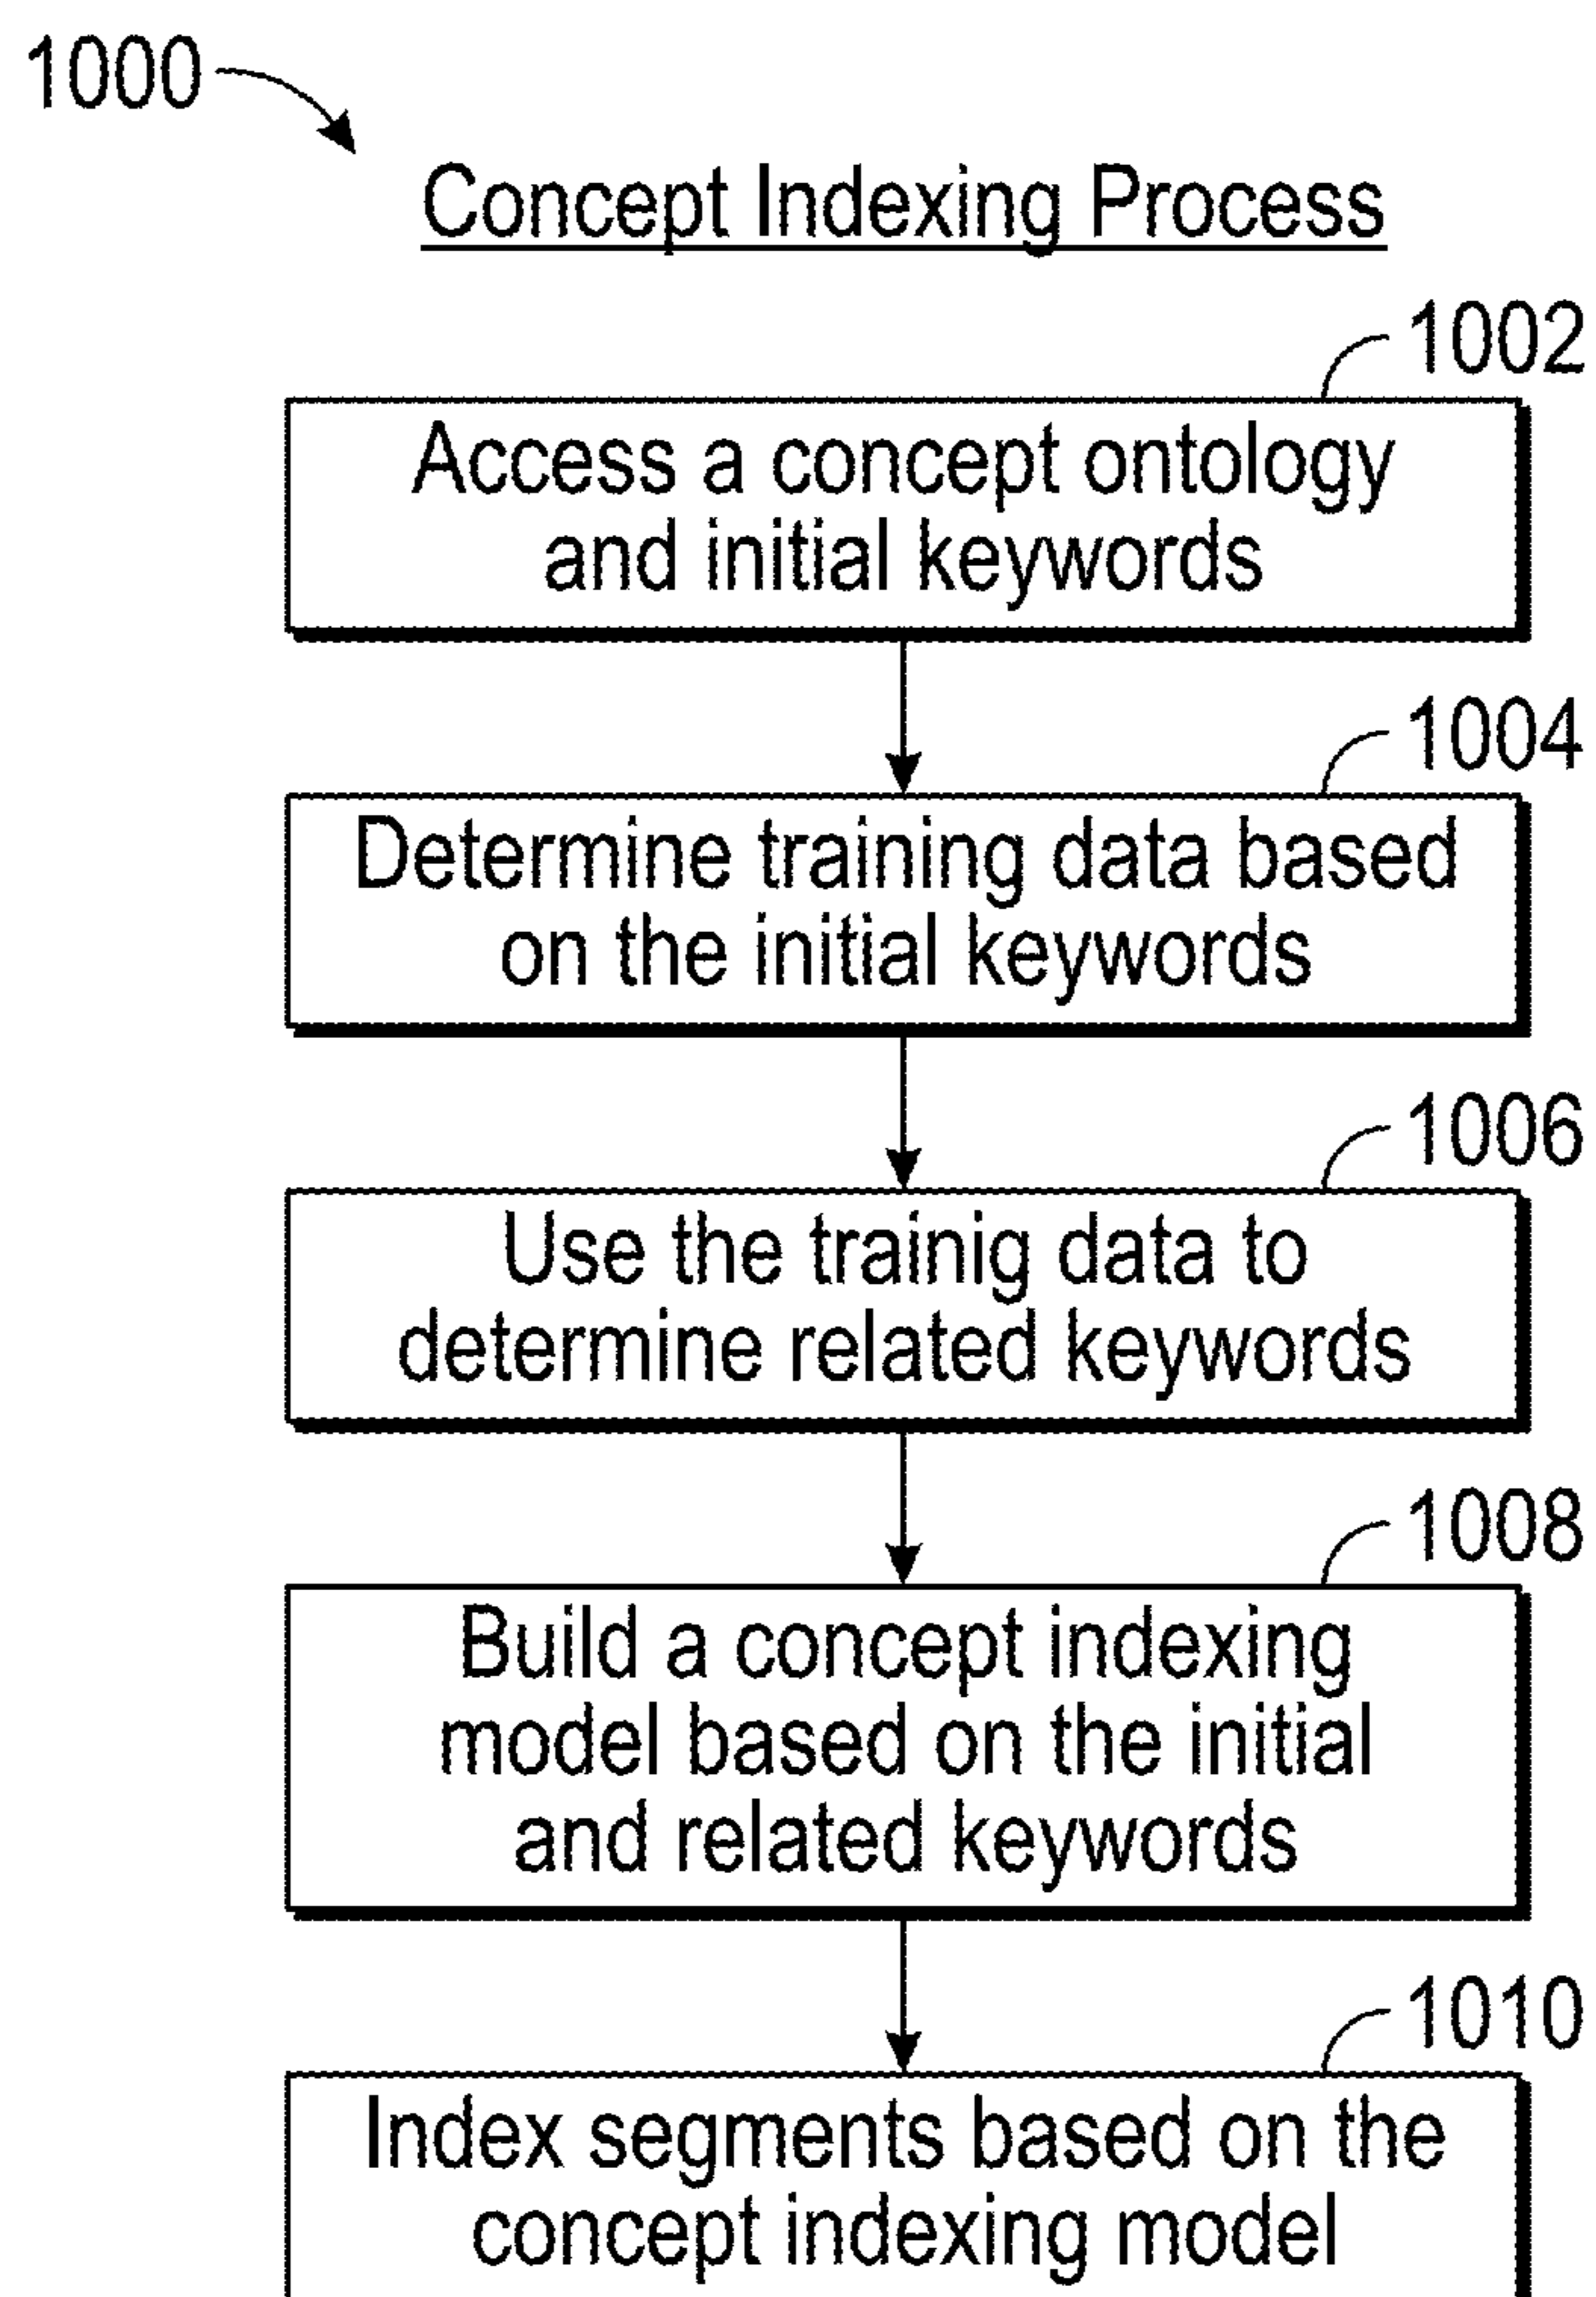 1000
Concept Indexing Process
1002
Access a concept ontology
and initial keywords
1004
Determine training data based
on the initial keywords
1006
Use the trainig data to
determine related keywords
1008
Build a concept indexing
model based on the initial
and related keywords
1010
Index segments based on the
concept indexing model